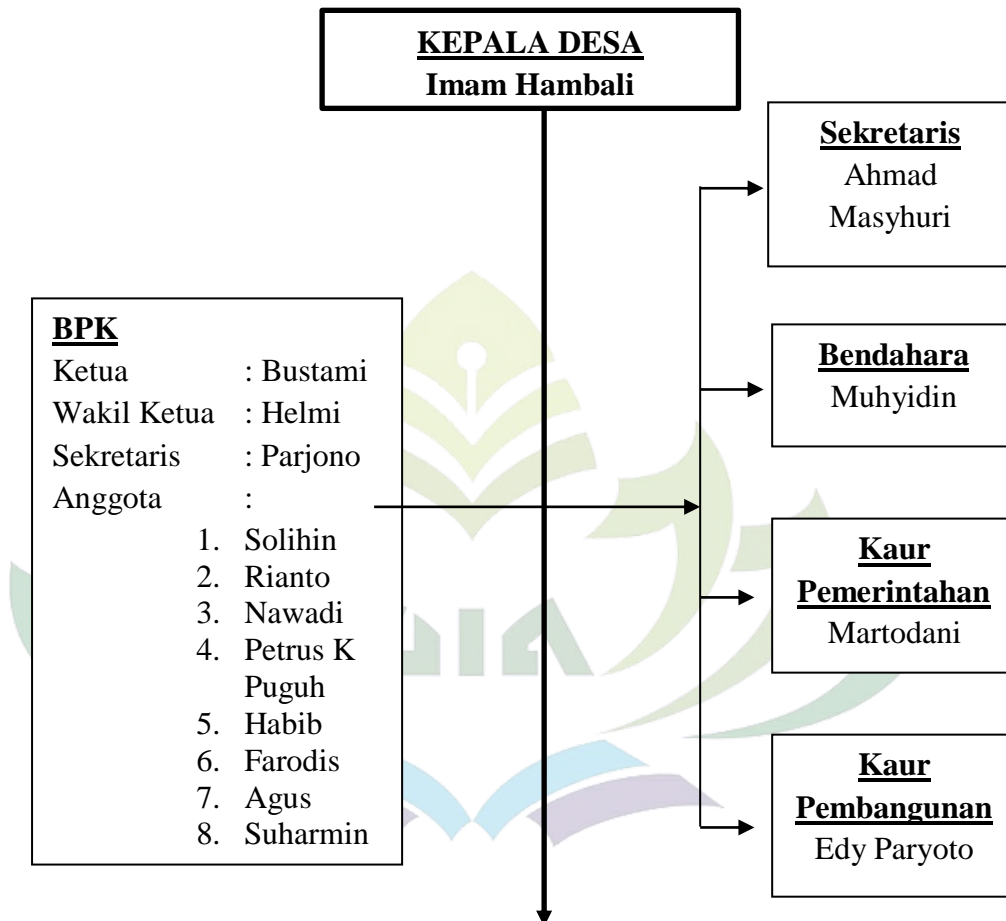 KEPALA DESA
Imam Hambali
Sekretaris
Ahmad
Masyhuri
BPK
Ketua : Bustami
Wakil Ketua : Helmi
Sekretaris : Parjono
Anggota :
1. Solihin
2. Rianto
3. Nawadi
4. Petrus K
Puguh
5. Habib
6. Farodis
7. Agus
8. Suharmin
Bendahara
Muhyidin
Kaur
Pemerintahan
Martodani
Kaur
Pembangunan
Edy Paryoto